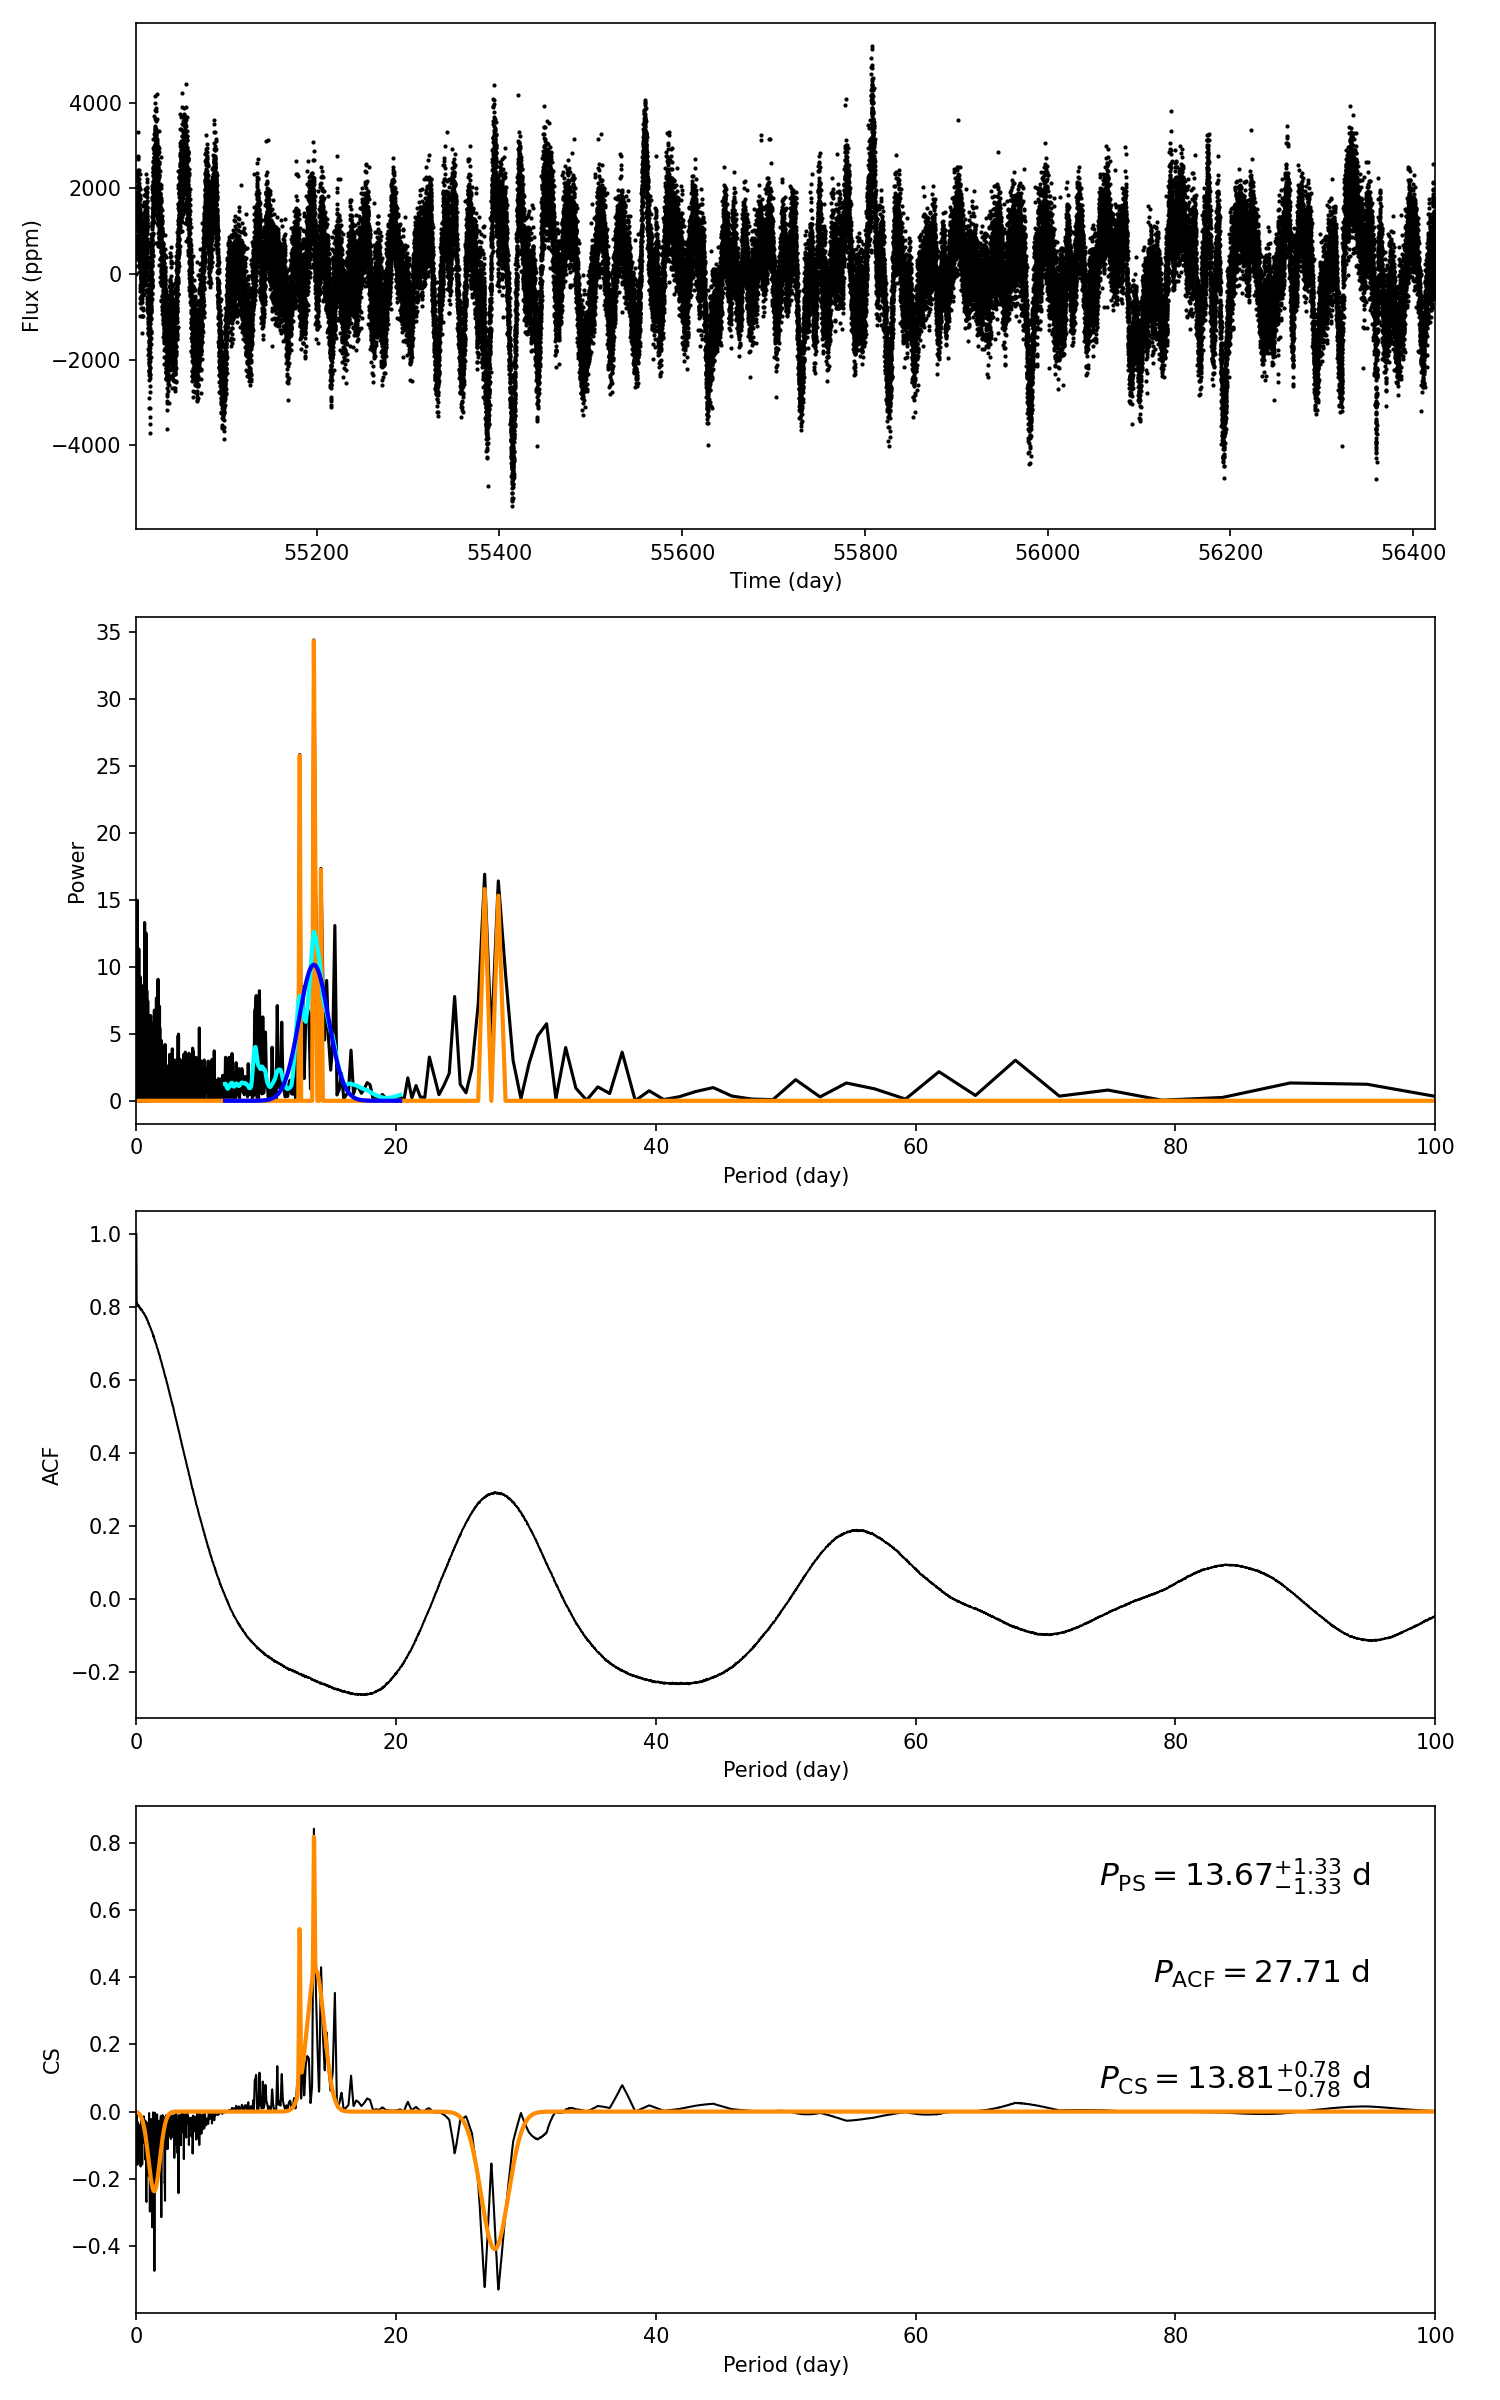 4000
2000
0
−2000
−4000
Flux (ppm)
55200 55400 55600 55800 56000 56200 56400
Time (day)
35
30
25
20
15
10
5
0
Power
0 20 40 60 80 100
Period (day)
1.0
0.8
0.6
0.4
0.2
0.0
−0.2
ACF
0 20 40 60 80 100
Period (day)
0.8
0.6
0.4
0.2
0.0
−0.2
−0.4
CS
P_PS = 13.67^{+1.33}_{−1.33} d
P_ACF = 27.71 d
P_CS = 13.81^{+0.78}_{−0.78} d
0 20 40 60 80 100
Period (day)